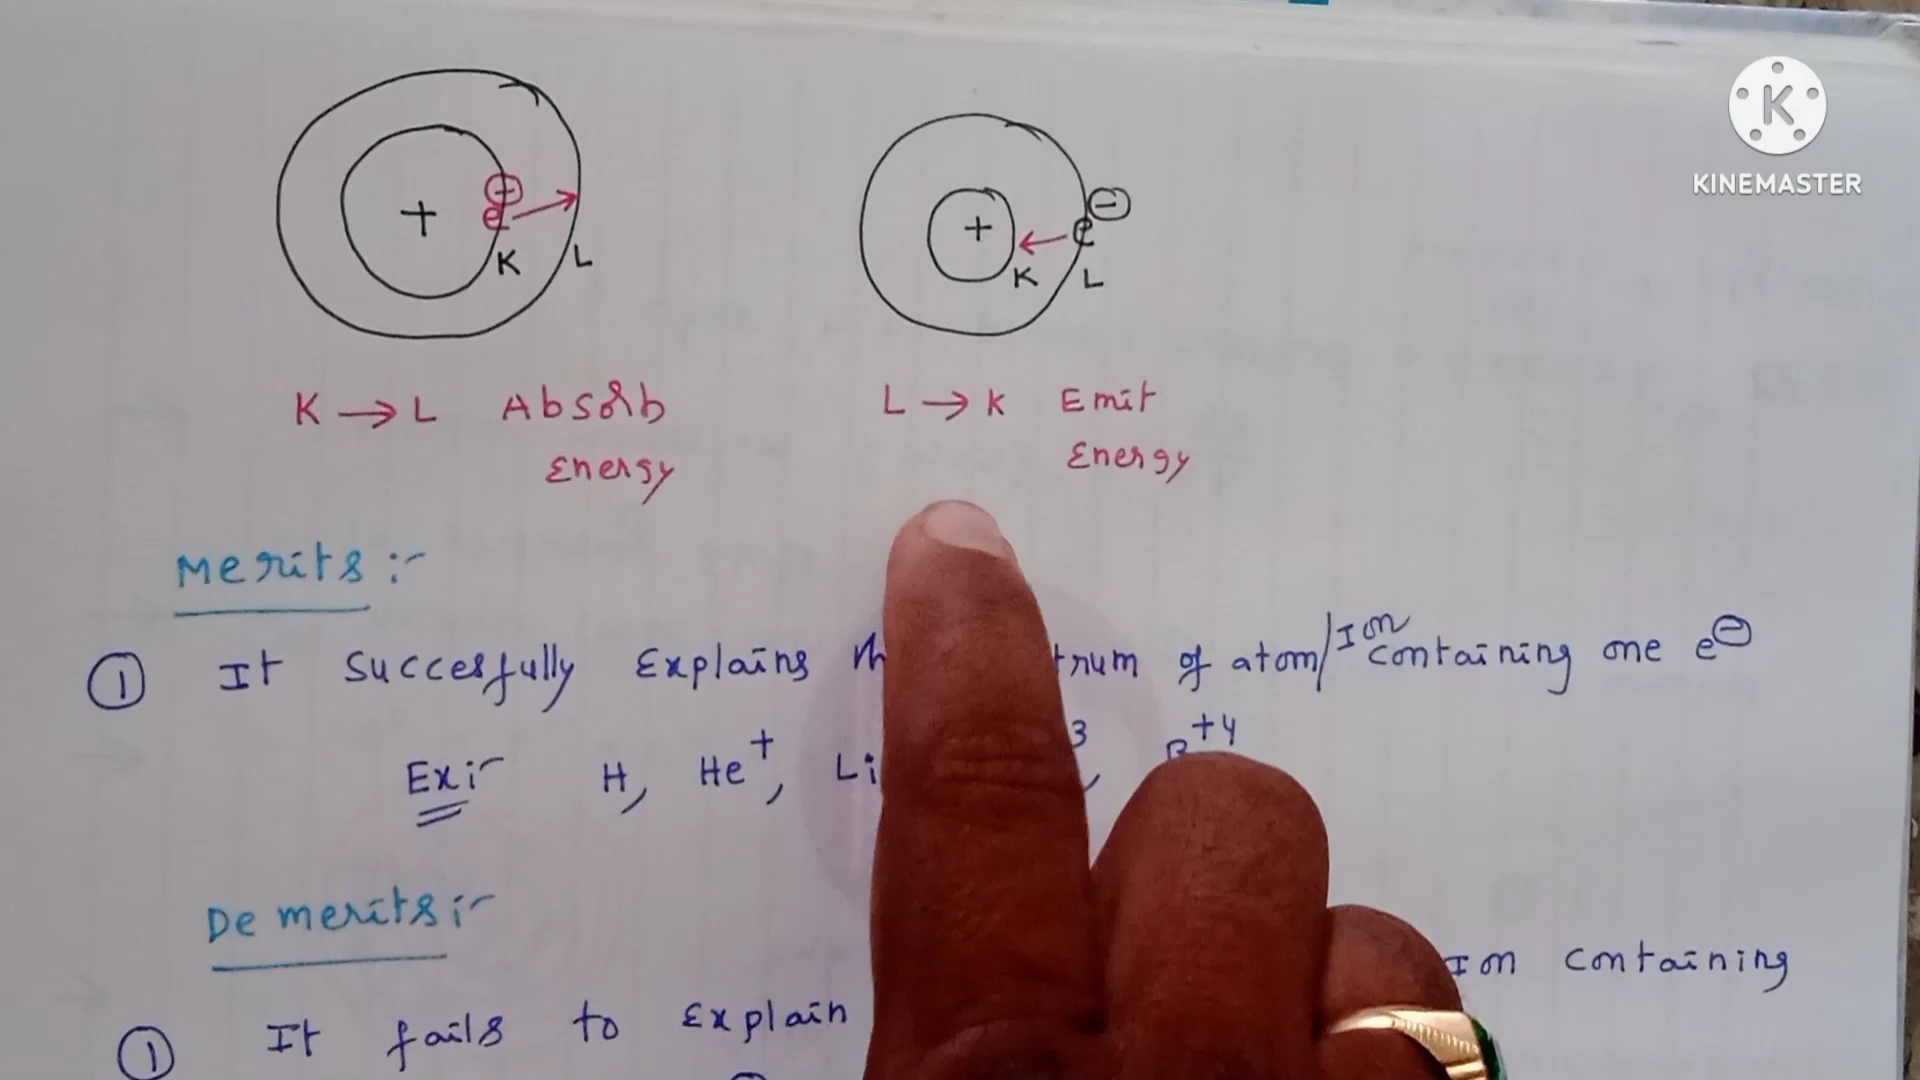 KINEMASTER
+ e⊖ K L
+ e⊖ K L
K → L Absorb
Energy
L → K Emit
Energy
Merits :-
① It Succesfully Explains of atom/Ion containing one e⊖
Ex:- H, He+, Li +4
De merits :-
Ion containing
① It fails to Explain